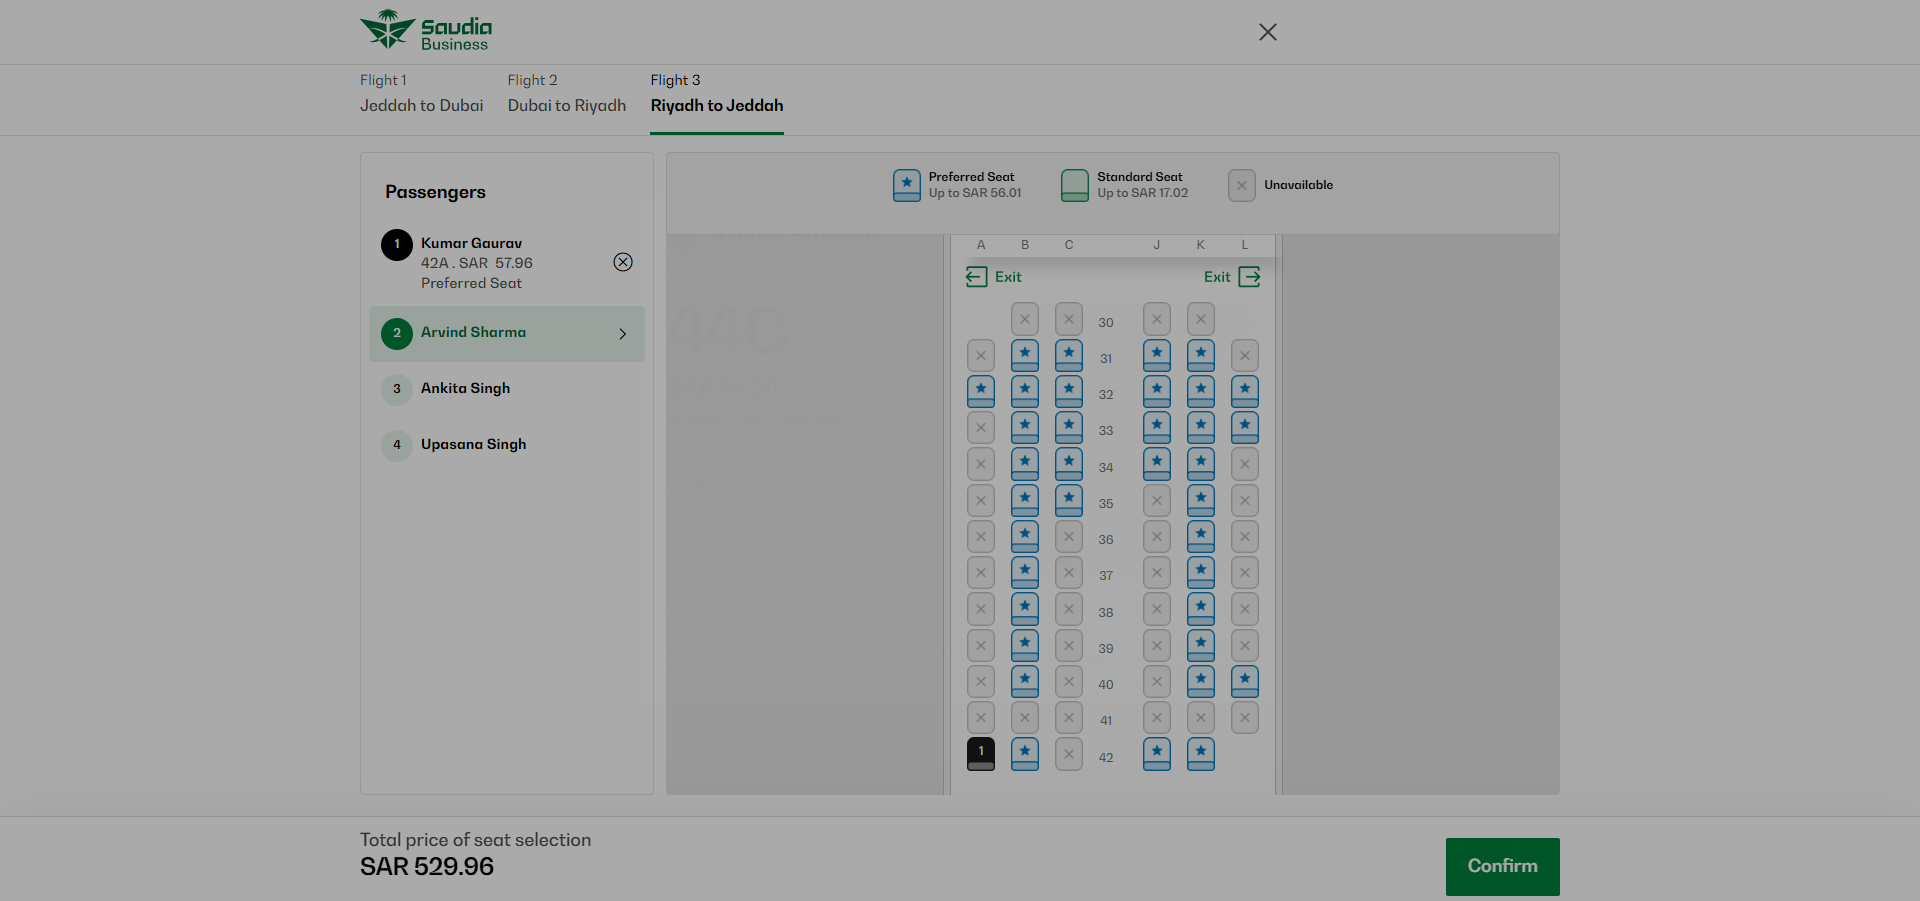 Saudia
Business
Flight 1
Jeddah to Dubai
Flight 2
Dubai to Riyadh
Flight 3
Riyadh to Jeddah
Passengers
1
Kumar Gaurav
42A . SAR 57.96
Preferred Seat
2
Arvind Sharma
3
Ankita Singh
4
Upasana Singh
Preferred Seat
Up to SAR 56.01
Standard Seat
Up to SAR 17.02
Unavailable
A B C J K L
Exit Exit
30
31
32
33
34
35
36
37
38
39
40
41
1 42
44C
Total price of seat selection
SAR 529.96
Confirm